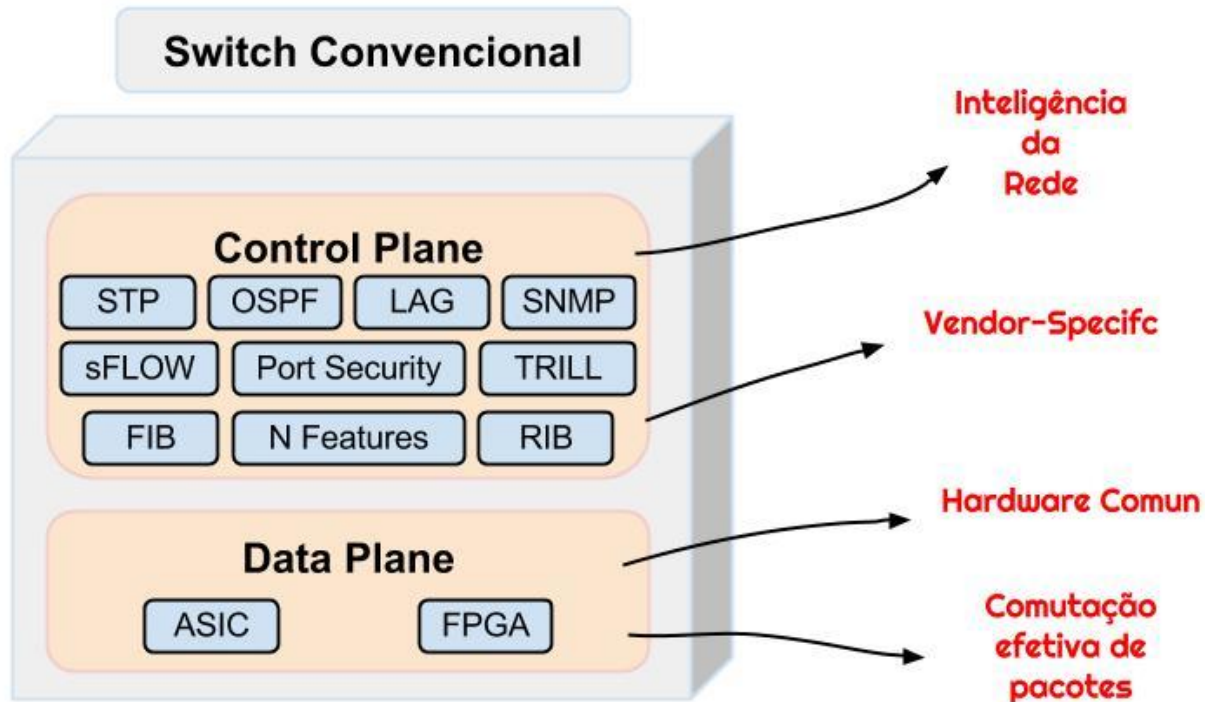 Switch Convencional
Inteligência
da
Rede
Control Plane
STP OSPF LAG SNMP
sFLOW Port Security TRILL
FIB N Features RIB
Vendor-Specifc
Hardware Comun
Data Plane
ASIC FPGA
Comutação
efetiva de
pacotes